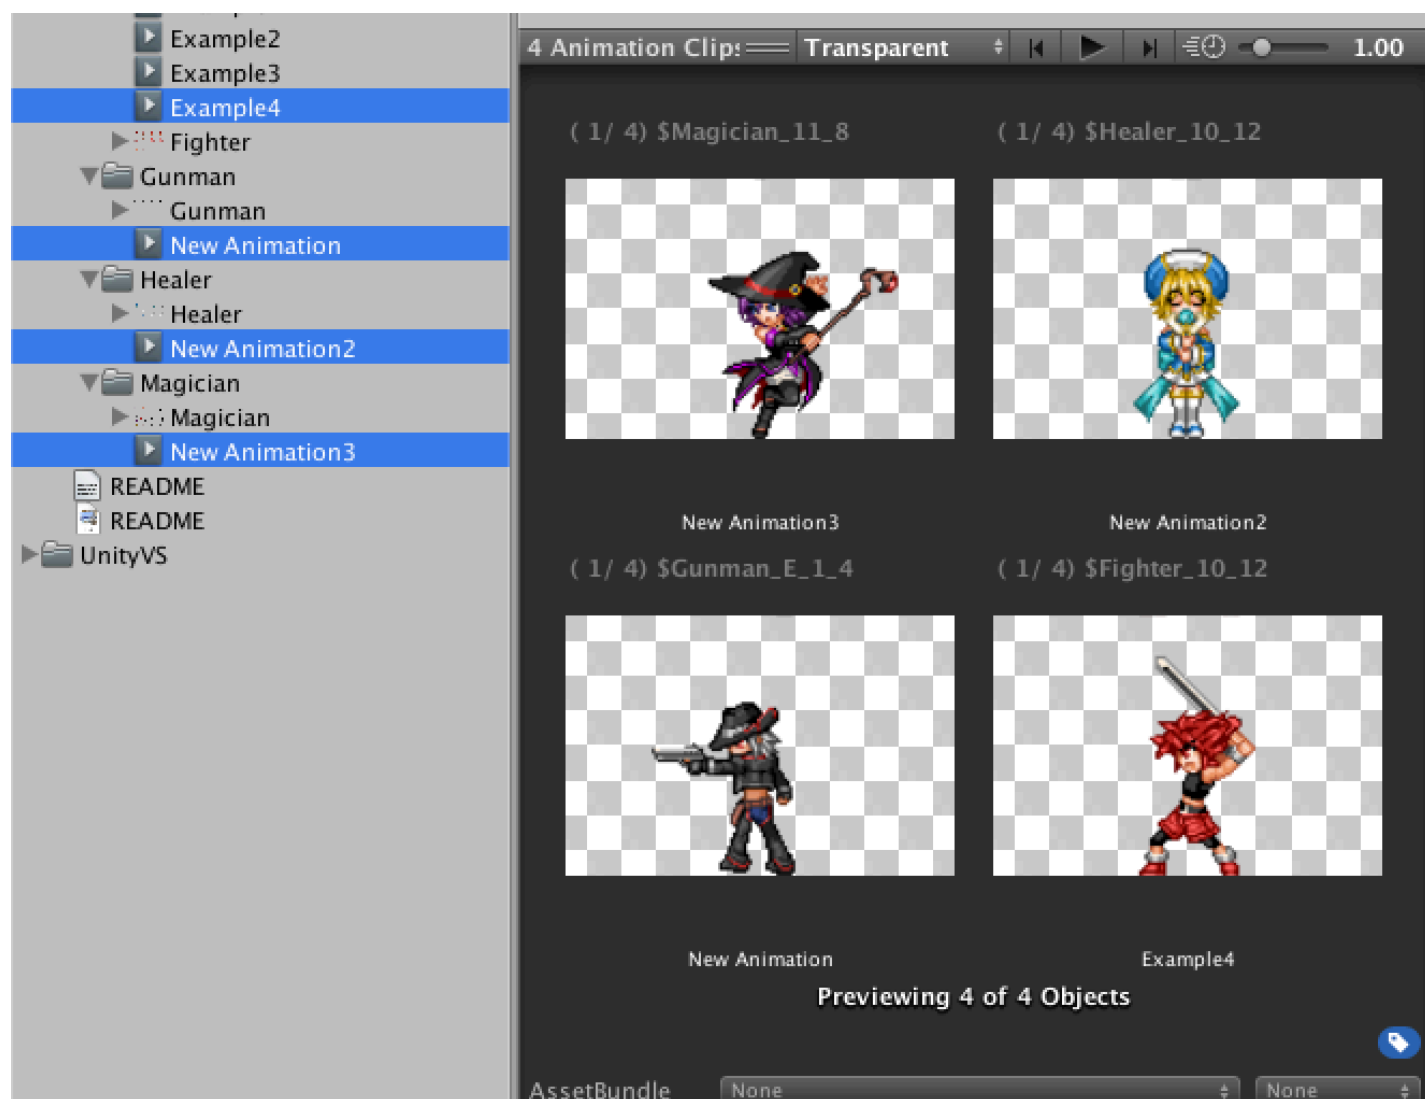 Example2
Example3
Example4
Fighter
Gunman
Gunman
New Animation
Healer
Healer
New Animation2
Magician
Magician
New Animation3
README
README
UnityVS
4 Animation Clips Transparent 1.00
( 1/ 4) $Magician_11_8
( 1/ 4) $Healer_10_12
New Animation3
New Animation2
( 1/ 4) $Gunman_E_1_4
( 1/ 4) $Fighter_10_12
New Animation
Example4
Previewing 4 of 4 Objects
AssetBundle None None